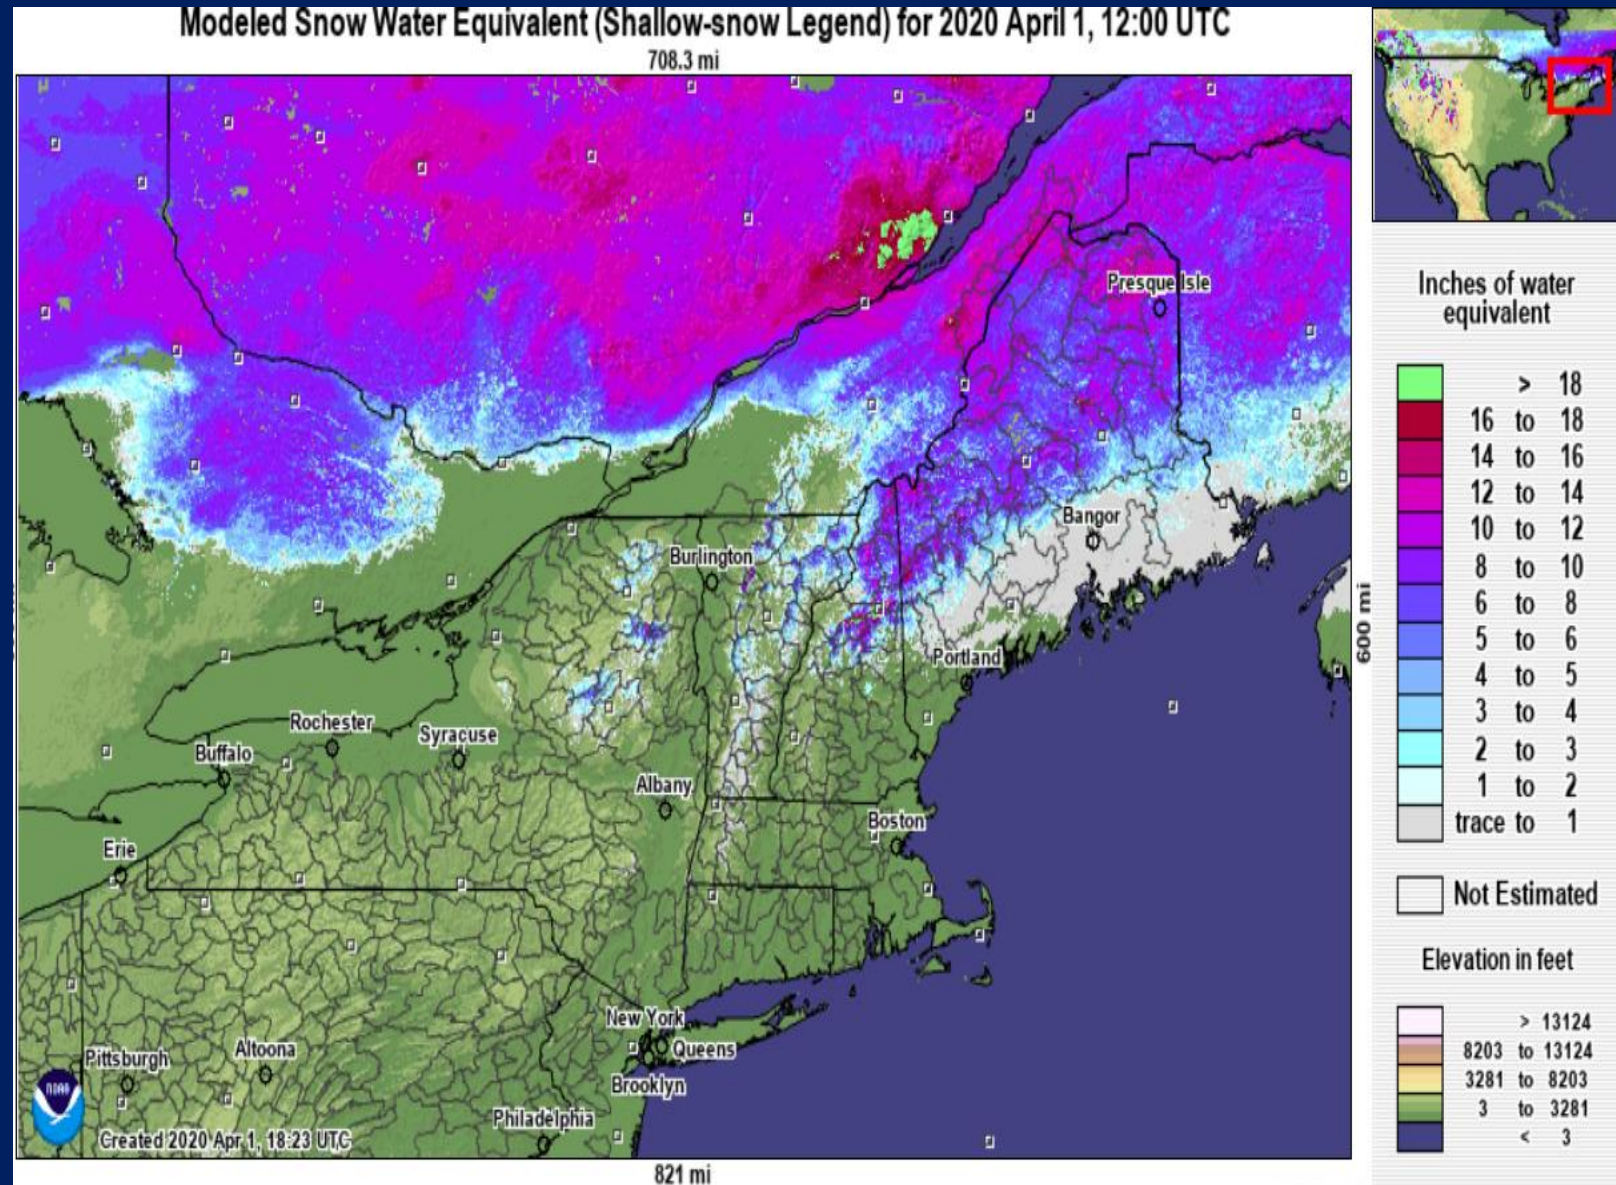 Modeled Snow Water Equivalent (Shallow-snow Legend) for 2020 April 1, 12:00 UTC
708.3 mi
Presque Isle
Bangor
Burlington
Portland
Rochester
Syracuse
Buffalo
Albany
Boston
Erie
New York
Queens
Brooklyn
Pittsburgh
Altoona
Philadelphia
NOAA
Created 2020 Apr 1, 18:23 UTC
821 mi
600 mi
Inches of water
equivalent
> 18
16 to 18
14 to 16
12 to 14
10 to 12
8 to 10
6 to 8
5 to 6
4 to 5
3 to 4
2 to 3
1 to 2
trace to 1
Not Estimated
Elevation in feet
> 13124
8203 to 13124
3281 to 8203
3 to 3281
< 3